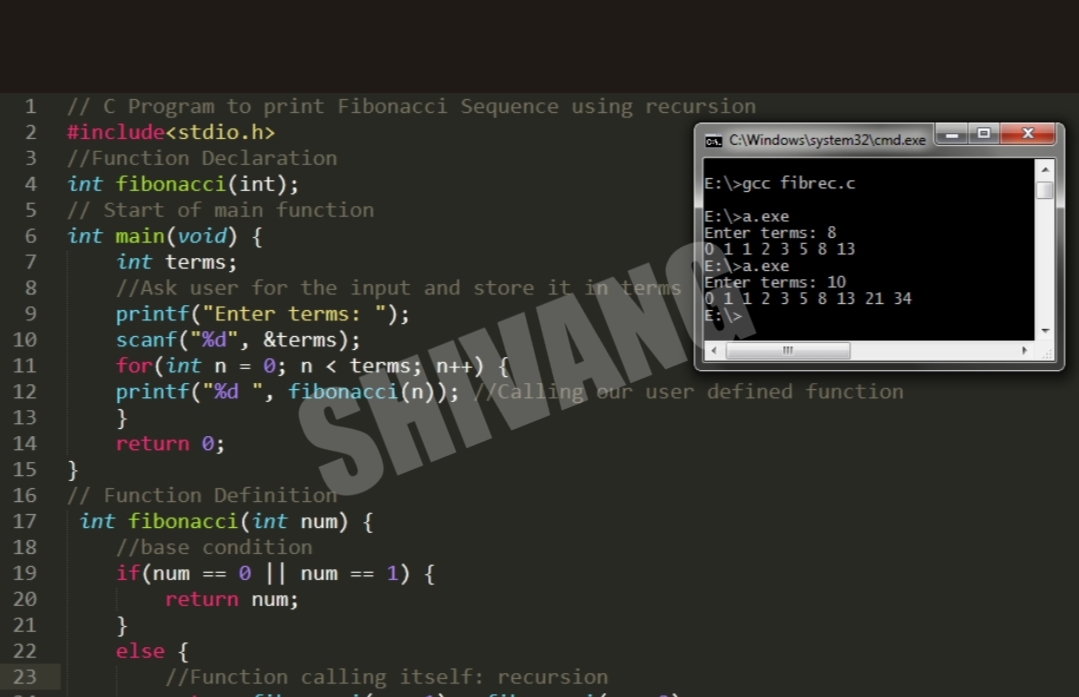 1 // C Program to print Fibonacci Sequence using recursion
2 #include<stdio.h>
3 //Function Declaration
4 int fibonacci(int);
5 // Start of main function
6 int main(void) {
7 int terms;
8 //Ask user for the input and store it in terms
9 printf("Enter terms: ");
10 scanf("%d", &terms);
11 for(int n = 0; n < terms; n++) {
12 printf("%d ", fibonacci(n)); //Calling our user defined function
13 }
14 return 0;
15 }
16 // Function Definition
17 int fibonacci(int num) {
18 //base condition
19 if(num == 0 || num == 1) {
20 return num;
21 }
22 else {
23 //Function calling itself: recursion
C:\Windows\system32\cmd.exe
E:\>gcc fibrec.c
E:\>a.exe
Enter terms: 8
0 1 1 2 3 5 8 13
E:\>a.exe
Enter terms: 10
0 1 1 2 3 5 8 13 21 34
E:\>
SHIVANG